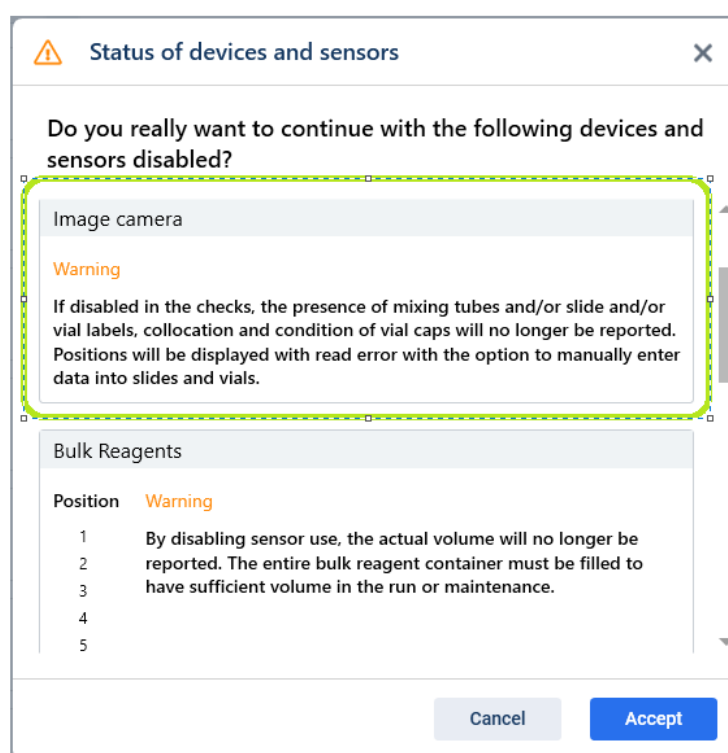 Status of devices and sensors
Do you really want to continue with the following devices and
sensors disabled?
Image camera
Warning
If disabled in the checks, the presence of mixing tubes and/or slide and/or
vial labels, collocation and condition of vial caps will no longer be reported.
Positions will be displayed with read error with the option to manually enter
data into slides and vials.
Bulk Reagents
Position Warning
1 By disabling sensor use, the actual volume will no longer be
2 reported. The entire bulk reagent container must be filled to
3 have sufficient volume in the run or maintenance.
4
5
Cancel Accept